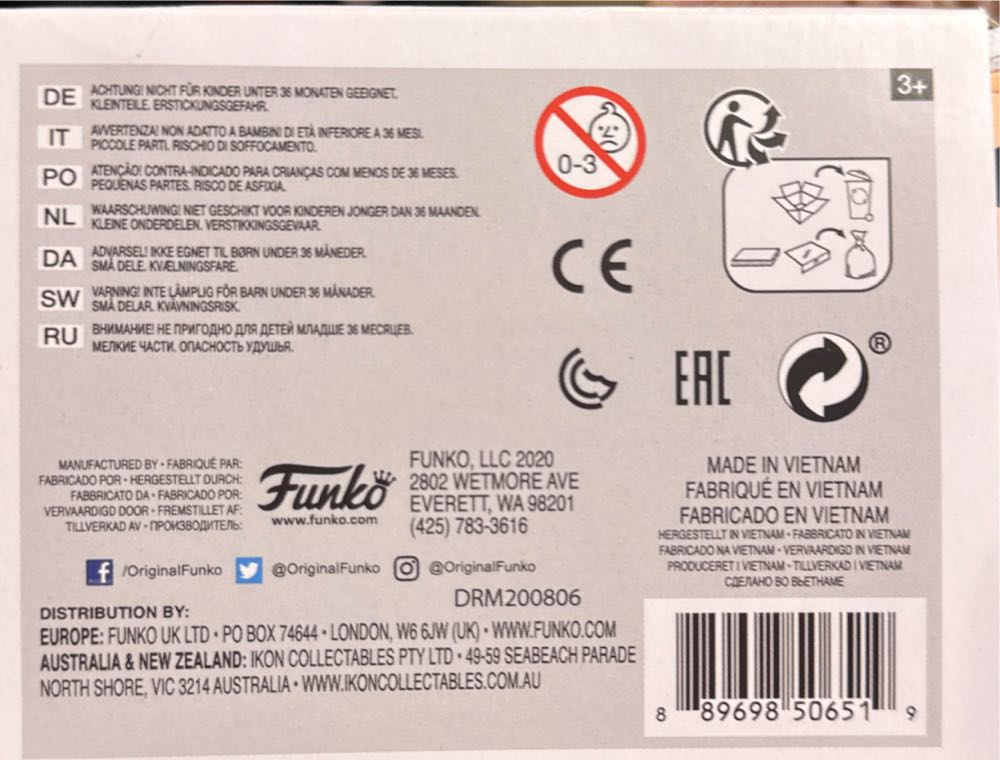 3+
DE
ACHTUNG! NICHT FÜR KINDER UNTER 36 MONATEN GEEIGNET.
KLEINTEILE. ERSTICKUNGSGEFAHR.
IT
AVVERTENZA! NON ADATTO A BAMBINI DI ETÀ INFERIORE A 36 MESI.
PICCOLE PARTI. RISCHIO DI SOFFOCAMENTO.
PO
ATENÇÃO! CONTRA-INDICADO PARA CRIANÇAS COM MENOS DE 36 MESES.
PEQUENAS PARTES. RISCO DE ASFIXIA.
NL
WAARSCHUWING! NIET GESCHIKT VOOR KINDEREN JONGER DAN 36 MAANDEN.
KLEINE ONDERDELEN. VERSTIKKINGSGEVAAR.
DA
ADVARSEL! IKKE EGNET TIL BØRN UNDER 36 MÅNEDER.
SMÅ DELE. KVÆLNINGSFARE.
SW
VARNING! INTE LÄMPLIG FÖR BARN UNDER 36 MÅNADER.
SMÅ DELAR. KVÄVNINGSRISK.
RU
ВНИМАНИЕ! НЕ ПРИГОДНО ДЛЯ ДЕТЕЙ МЛАДШЕ 36 МЕСЯЦЕВ.
МЕЛКИЕ ЧАСТИ. ОПАСНОСТЬ УДУШЬЯ.
0-3
CE
EAC
®
MANUFACTURED BY • FABRIQUÉ PAR:
FABRICADO POR • HERGESTELLT DURCH:
FABBRICATO DA • FABRICADO POR:
VERVAARDIGD DOOR • FREMSTILLET AF:
TILLVERKAD AV • ПРОИЗВОДИТЕЛЬ:
Funko
www.funko.com
FUNKO, LLC 2020
2802 WETMORE AVE
EVERETT, WA 98201
(425) 783-3616
MADE IN VIETNAM
FABRIQUÉ EN VIETNAM
FABRICADO EN VIETNAM
HERGESTELLT IN VIETNAM • FABBRICATO IN VIETNAM
FABRICADO NA VIETNAM • VERVAARDIGD IN VIETNAM
PRODUCERET I VIETNAM • TILLVERKAD I VIETNAM
СДЕЛАНО ВО ВЬЕТНАМЕ
f /OriginalFunko @OriginalFunko @OriginalFunko
DRM200806
DISTRIBUTION BY:
EUROPE: FUNKO UK LTD • PO BOX 74644 • LONDON, W6 6JW (UK) • WWW.FUNKO.COM
AUSTRALIA & NEW ZEALAND: IKON COLLECTABLES PTY LTD • 49-59 SEABEACH PARADE
NORTH SHORE, VIC 3214 AUSTRALIA • WWW.IKONCOLLECTABLES.COM.AU
8 89698 50651 9